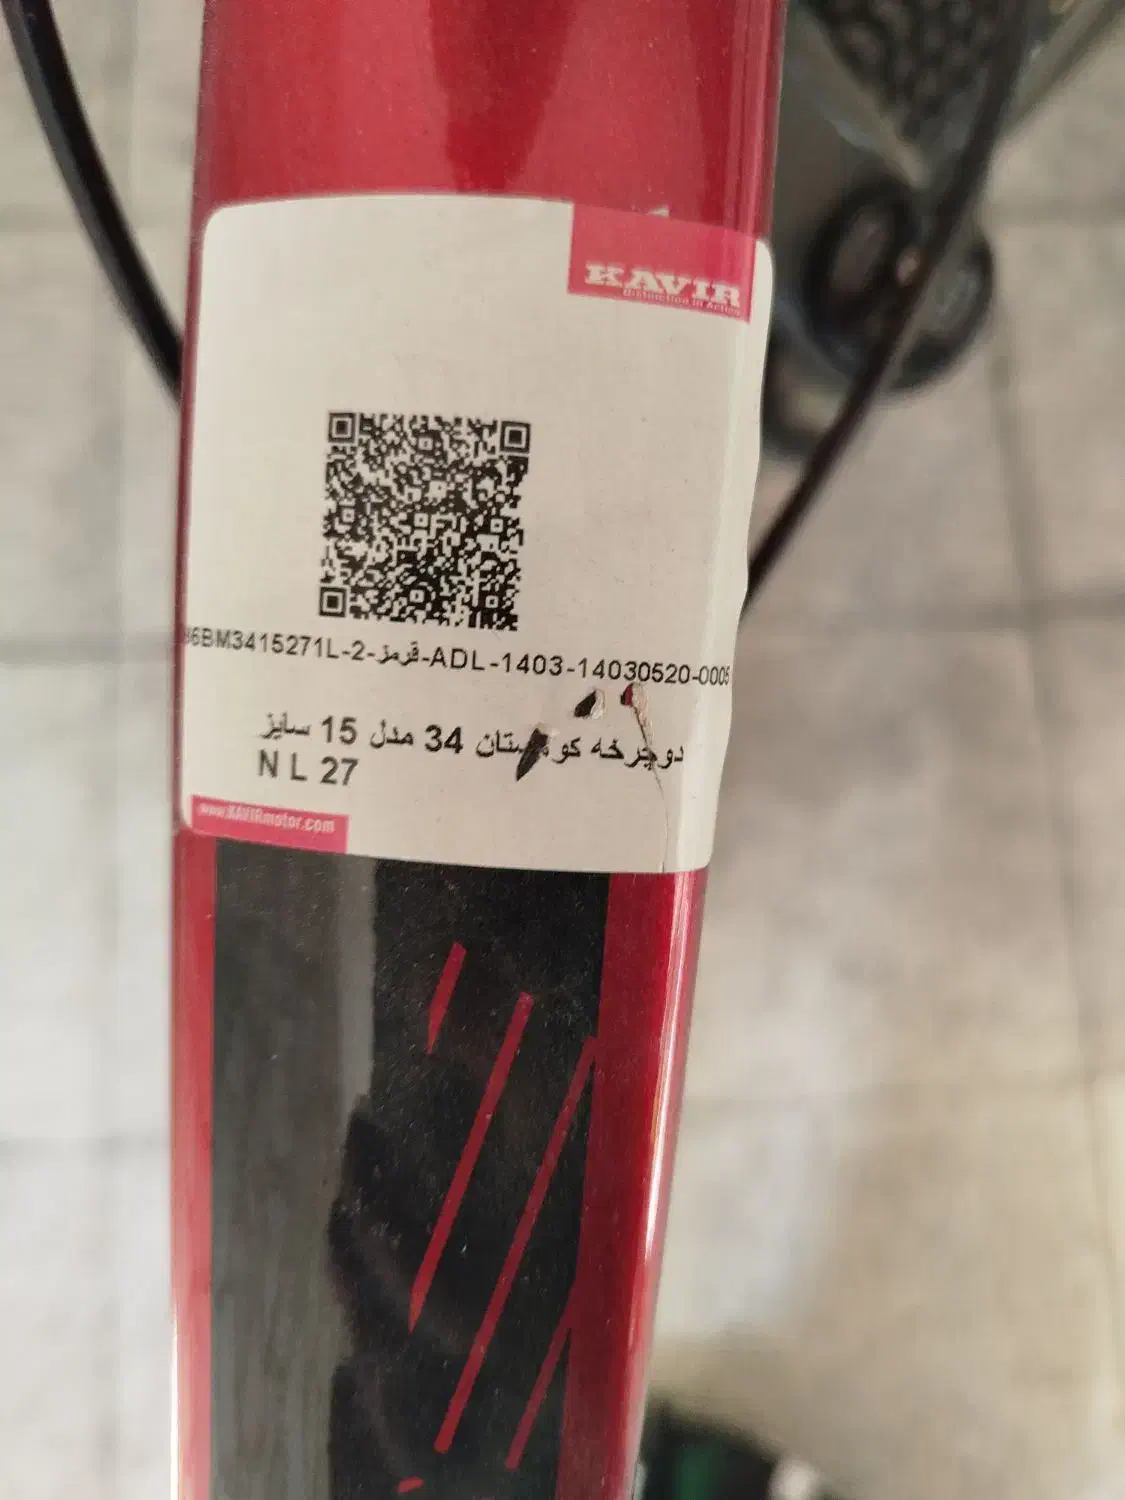 KAVIR
Distinction in Action
86BM3415271L-2-قرمز-ADL-1403-14030520-0005
دوچرخه کوهستان 34 مدل 15 سایز
27 L N
www.KAVIRmotor.com